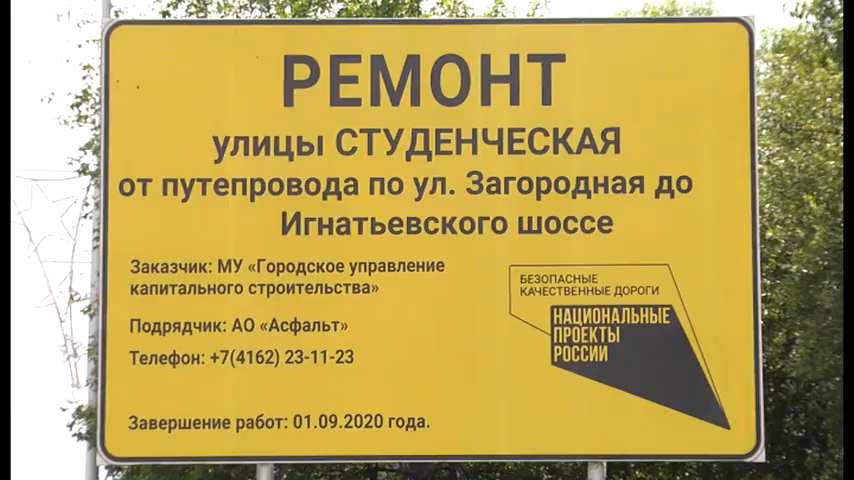 РЕМОНТ
улицы СТУДЕНЧЕСКАЯ
от путепровода по ул. Загородная до
Игнатьевского шоссе
Заказчик: МУ «Городское управление
капитального строительства»
Подрядчик: АО «Асфальт»
Телефон: +7(4162) 23-11-23
Завершение работ: 01.09.2020 года.
БЕЗОПАСНЫЕ
КАЧЕСТВЕННЫЕ ДОРОГИ
НАЦИОНАЛЬНЫЕ
ПРОЕКТЫ
РОССИИ